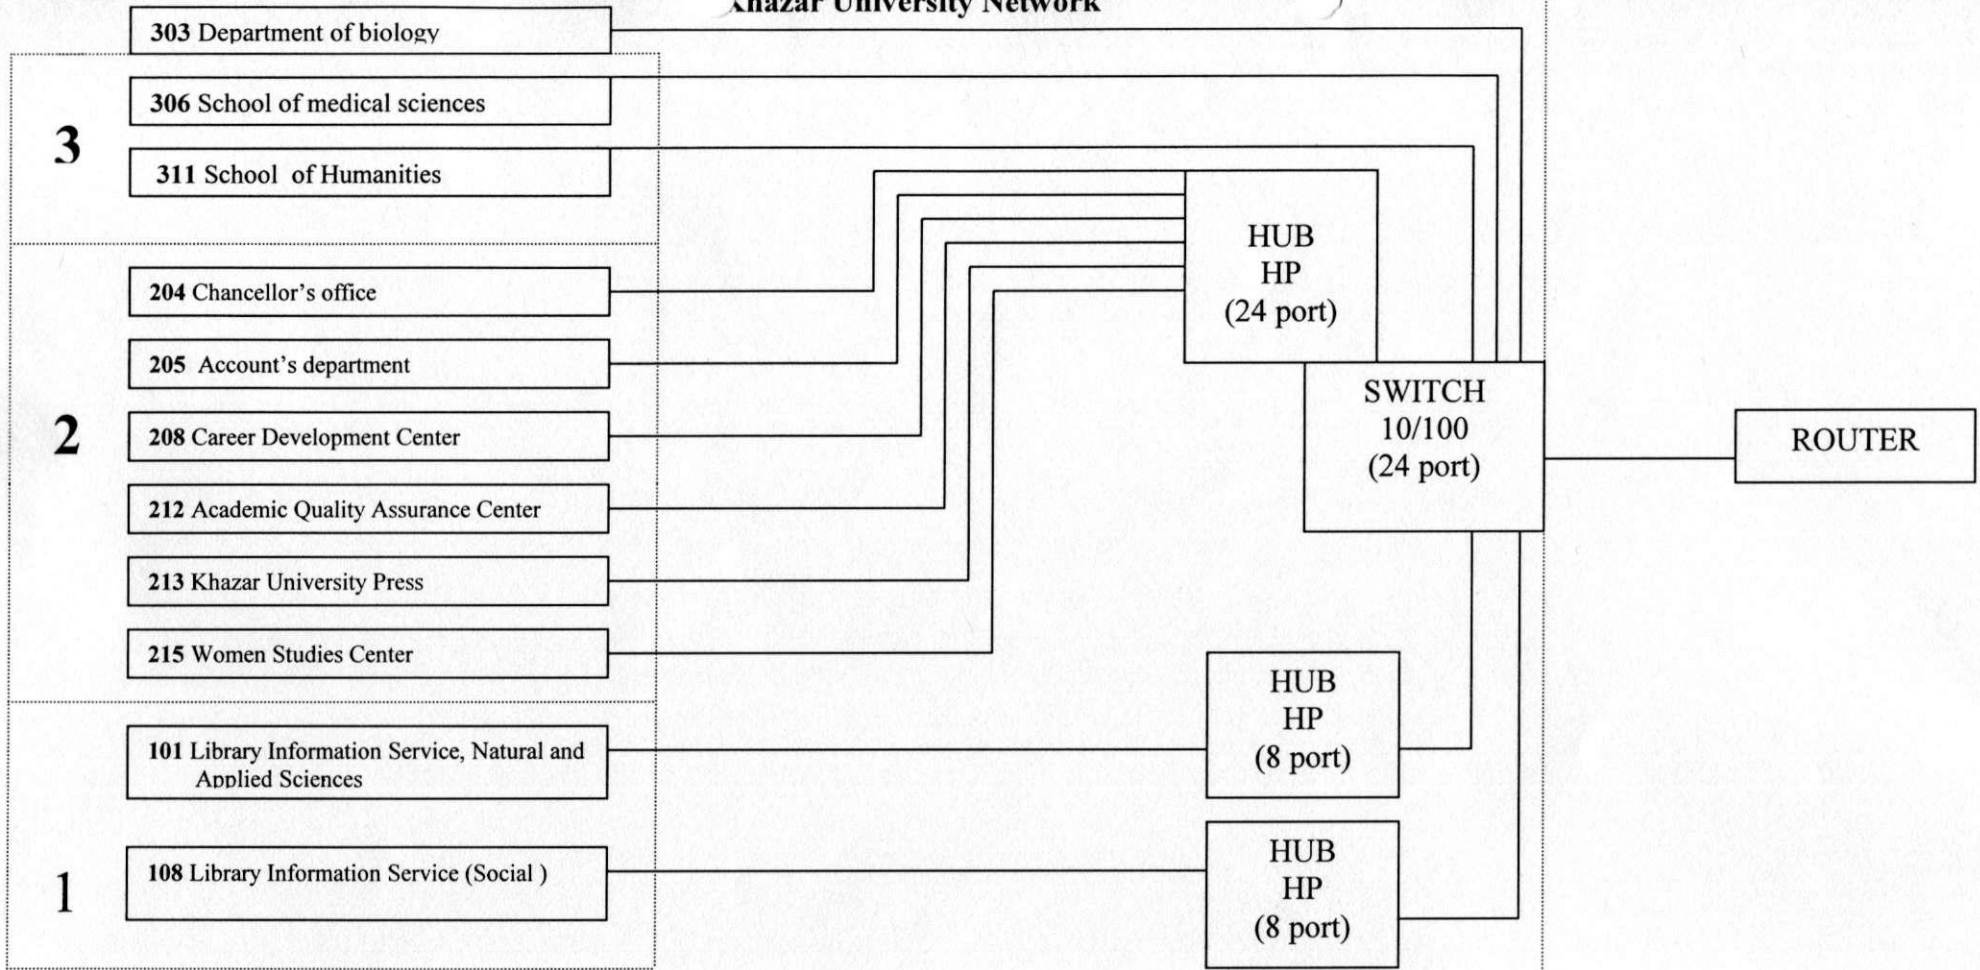 Khazar University Network
303 Department of biology
3
306 School of medical sciences
311 School of Humanities
2
204 Chancellor's office
205 Account's department
208 Career Development Center
212 Academic Quality Assurance Center
213 Khazar University Press
215 Women Studies Center
1
101 Library Information Service, Natural and
Applied Sciences
108 Library Information Service (Social )
HUB
HP
(24 port)
SWITCH
10/100
(24 port)
ROUTER
HUB
HP
(8 port)
HUB
HP
(8 port)